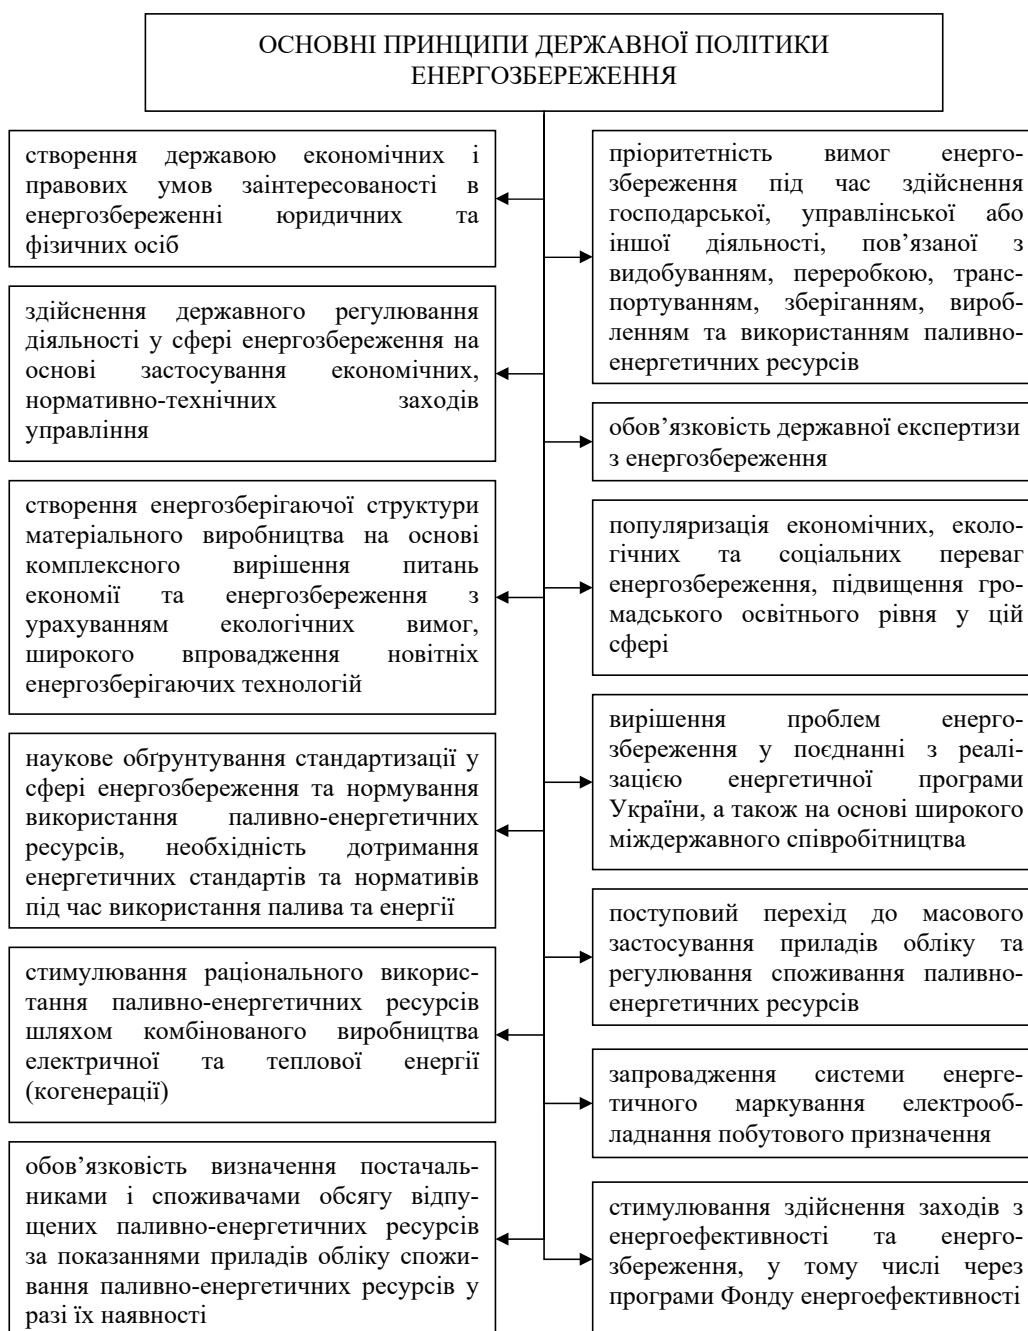 ОСНОВНІ ПРИНЦИПИ ДЕРЖАВНОЇ ПОЛІТИКИ
ЕНЕРГОЗБЕРЕЖЕННЯ
створення державою економічних і
правових умов заінтересованості в
енергозбереженні юридичних та
фізичних осіб
здійснення державного регулювання
діяльності у сфері енергозбереження на
основі застосування економічних,
нормативно-технічних заходів
управління
створення енергозберігаючої структури
матеріального виробництва на основі
комплексного вирішення питань
економії та енергозбереження з
урахуванням екологічних вимог,
широкого впровадження новітніх
енергозберігаючих технологій
наукове обґрунтування стандартизації у
сфері енергозбереження та нормування
використання паливно-енергетичних
ресурсів, необхідність дотримання
енергетичних стандартів та нормативів
під час використання палива та енергії
стимулювання раціонального викорис-
тання паливно-енергетичних ресурсів
шляхом комбінованого виробництва
електричної та теплової енергії
(когенерації)
обов’язковість визначення постачаль-
никами і споживачами обсягу відпу-
щених паливно-енергетичних ресурсів
за показаннями приладів обліку спожи-
вання паливно-енергетичних ресурсів у
разі їх наявності
пріоритетність вимог енерго-
збереження під час здійснення
господарської, управлінської або
іншої діяльності, пов’язаної з
видобуванням, переробкою, транс-
портуванням, зберіганням, вироб-
ленням та використанням паливно-
енергетичних ресурсів
обов’язковість державної експертизи
з енергозбереження
популяризація економічних, еколо-
гічних та соціальних переваг
енергозбереження, підвищення гро-
мадського освітнього рівня у цій
сфері
вирішення проблем енерго-
збереження у поєднанні з реалі-
зацією енергетичної програми
України, а також на основі широкого
міждержавного співробітництва
поступовий перехід до масового
застосування приладів обліку та
регулювання споживання паливно-
енергетичних ресурсів
запровадження системи енерге-
тичного маркування електрооб-
ладнання побутового призначення
стимулювання здійснення заходів з
енергоефективності та енерго-
збереження, у тому числі через
програми Фонду енергоефективності